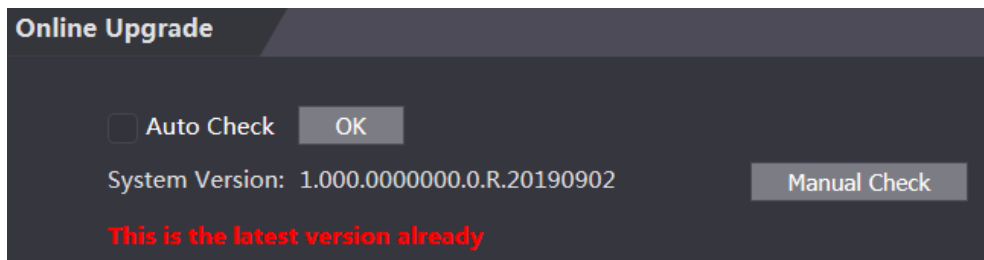 Online Upgrade
Auto Check OK
System Version: 1.000.0000000.0.R.20190902 Manual Check
This is the latest version already